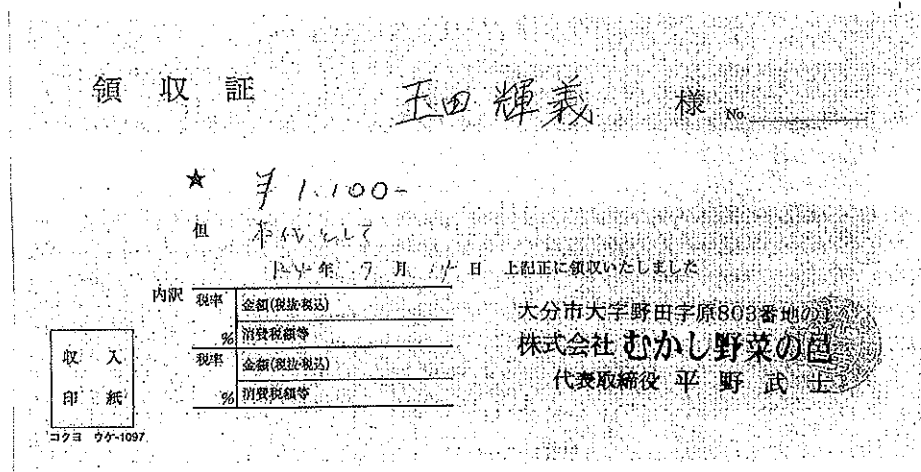 領収証 玉田輝義 様 No.
★ ¥1,100-
但 本代として
年 7月 日 上記正に領収いたしました
内訳 税率 金額(税抜・税込)
% 消費税額等
税率 金額(税抜・税込)
% 消費税額等
大分市大字野田字原803番地の1
株式会社 むかし野菜の邑
代表取締役 平野武士
収入
印紙
コクヨ ウケ-1097